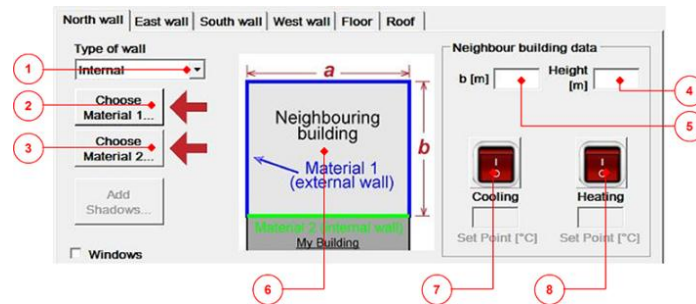 North wall East wall South wall West wall Floor Roof
Type of wall
Internal
Choose
Material 1...
Choose
Material 2...
Add
Shadows...
Windows
a
Neighbouring
building
b
Material 1
(external wall)
Material 2 (internal wall)
My Building
Neighbour building data
b [m]
Height
[m]
I
O
Cooling
Set Point [°C]
I
O
Heating
Set Point [°C]
1
2
3
4
5
6
7
8